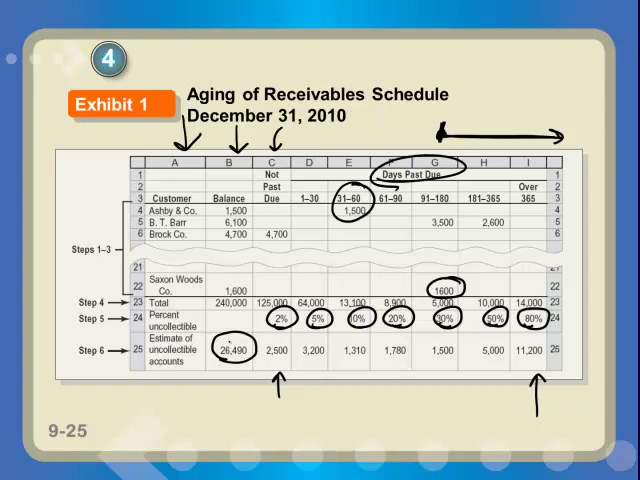 4
Exhibit 1
Aging of Receivables Schedule
December 31, 2010
A B C D E F G H I
1 Not Days Past Due 1
2 Past Over 2
3 Customer Balance Due 1–30 31–60 61–90 91–180 181–365 365 3
4 Ashby & Co. 1,500 1,500 4
5 B. T. Barr 6,100 3,500 2,600 5
6 Brock Co. 4,700 4,700 6
Steps 1–3
21 21
Saxon Woods
22 Co. 1,600 1600 22
Step 4 23 Total 240,000 125,000 64,000 13,100 8,900 5,000 10,000 14,000 23
Step 5 24 Percent 2% 5% 10% 20% 30% 50% 80% 24
uncollectible
Estimate of
Step 6 25 uncollectible 26,490 2,500 3,200 1,310 1,780 1,500 5,000 11,200 25
accounts
9-25